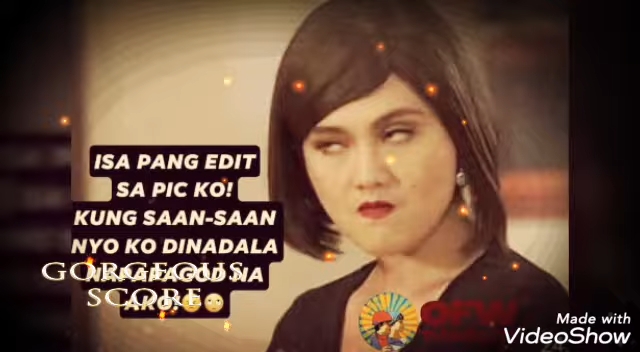 ISA PANG EDIT
SA PIC KO!
KUNG SAAN-SAAN
NYO KO DINADALA
NAPAPAGOD NA
AKO!
GORGEOUS
SCORE
OFW
Made with
VideoShow